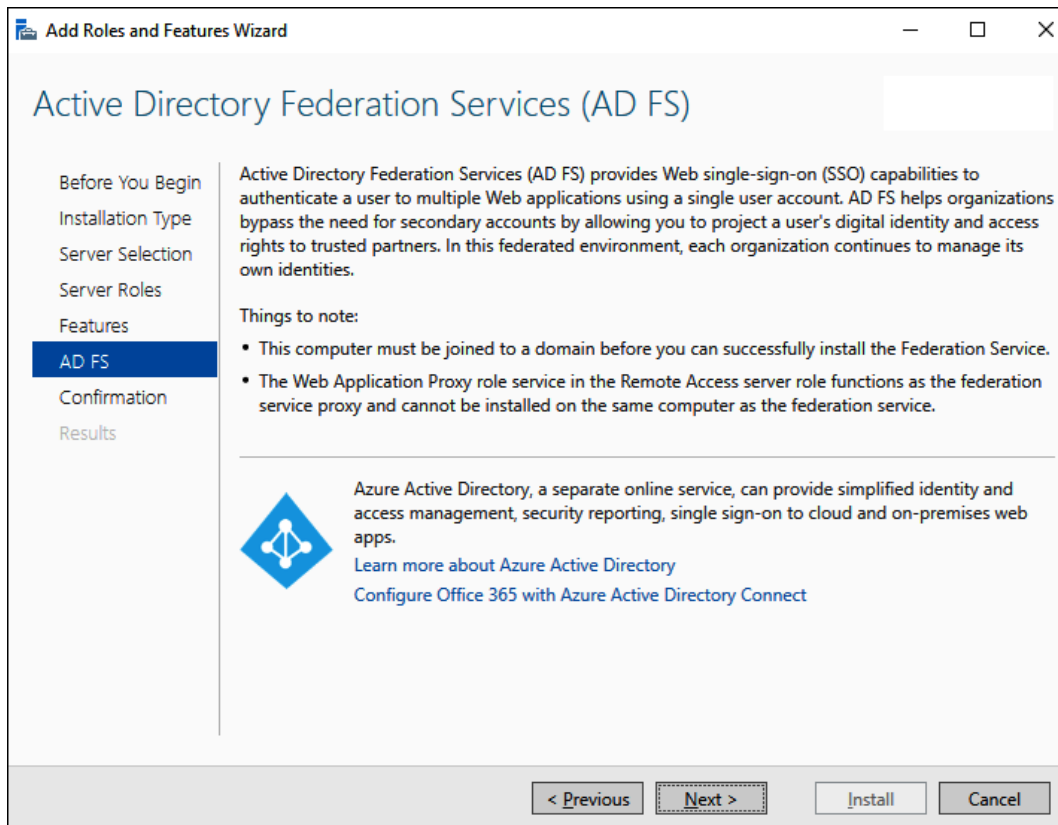 Add Roles and Features Wizard
Active Directory Federation Services (AD FS)
Before You Begin
Installation Type
Server Selection
Server Roles
Features
AD FS
Confirmation
Results
Active Directory Federation Services (AD FS) provides Web single-sign-on (SSO) capabilities to
authenticate a user to multiple Web applications using a single user account. AD FS helps organizations
bypass the need for secondary accounts by allowing you to project a user's digital identity and access
rights to trusted partners. In this federated environment, each organization continues to manage its
own identities.
Things to note:
• This computer must be joined to a domain before you can successfully install the Federation Service.
• The Web Application Proxy role service in the Remote Access server role functions as the federation
service proxy and cannot be installed on the same computer as the federation service.
Azure Active Directory, a separate online service, can provide simplified identity and
access management, security reporting, single sign-on to cloud and on-premises web
apps.
Learn more about Azure Active Directory
Configure Office 365 with Azure Active Directory Connect
< Previous
Next >
Install
Cancel